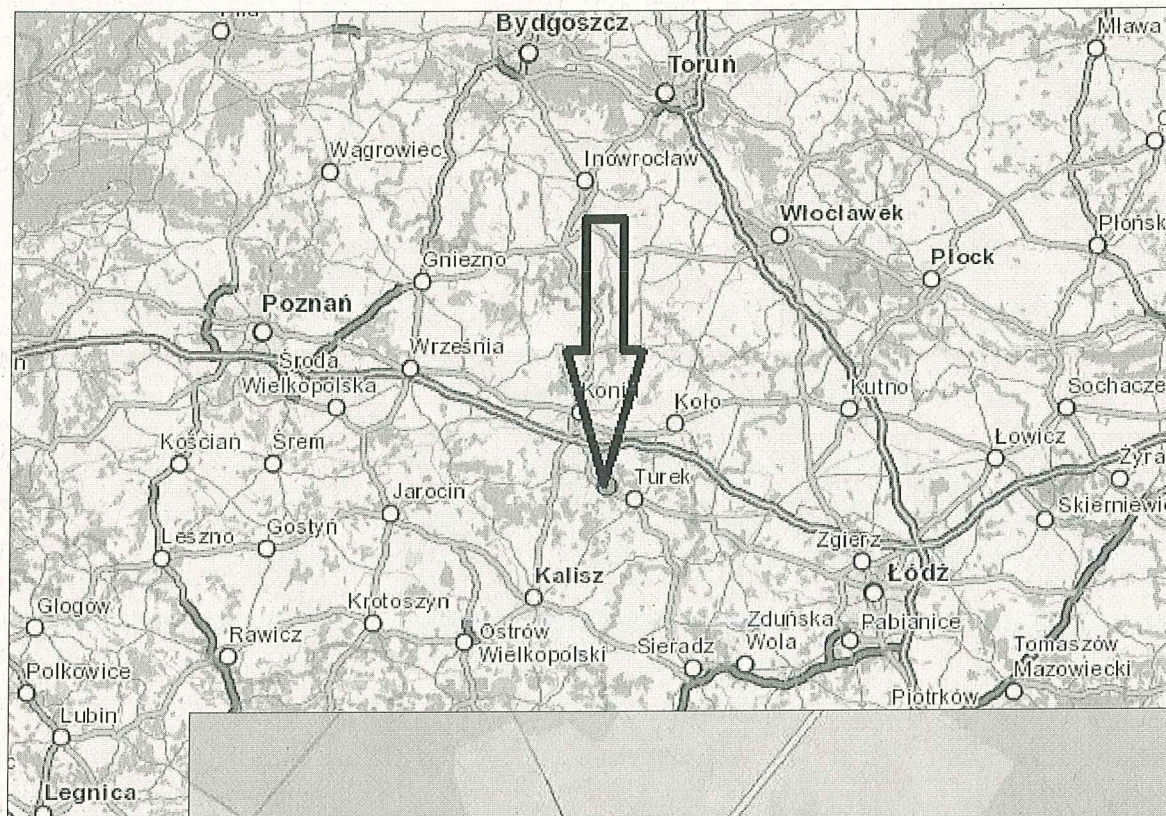 Bydgoszcz
Mława
Toruń
Wągrowiec
Inowrocław
Włocławek
Płońsk
Gniezno
Płock
Poznań
Września
Środa
Wielkopolska
Koło
Kutno
Sochacze
Kościan
Śrem
Łowicz
Żyra
Turek
Jarocin
Skierniewic
Leszno
Gostyń
Zgierz
Łódź
Kalisz
Głogów
Krotoszyn
Zduńska
Wola
Pabianice
Rawicz
Ostrów
Wielkopolski
Sieradz
Tomaszów
Mazowiecki
Polkowice
Piotrków
Lubin
Legnica